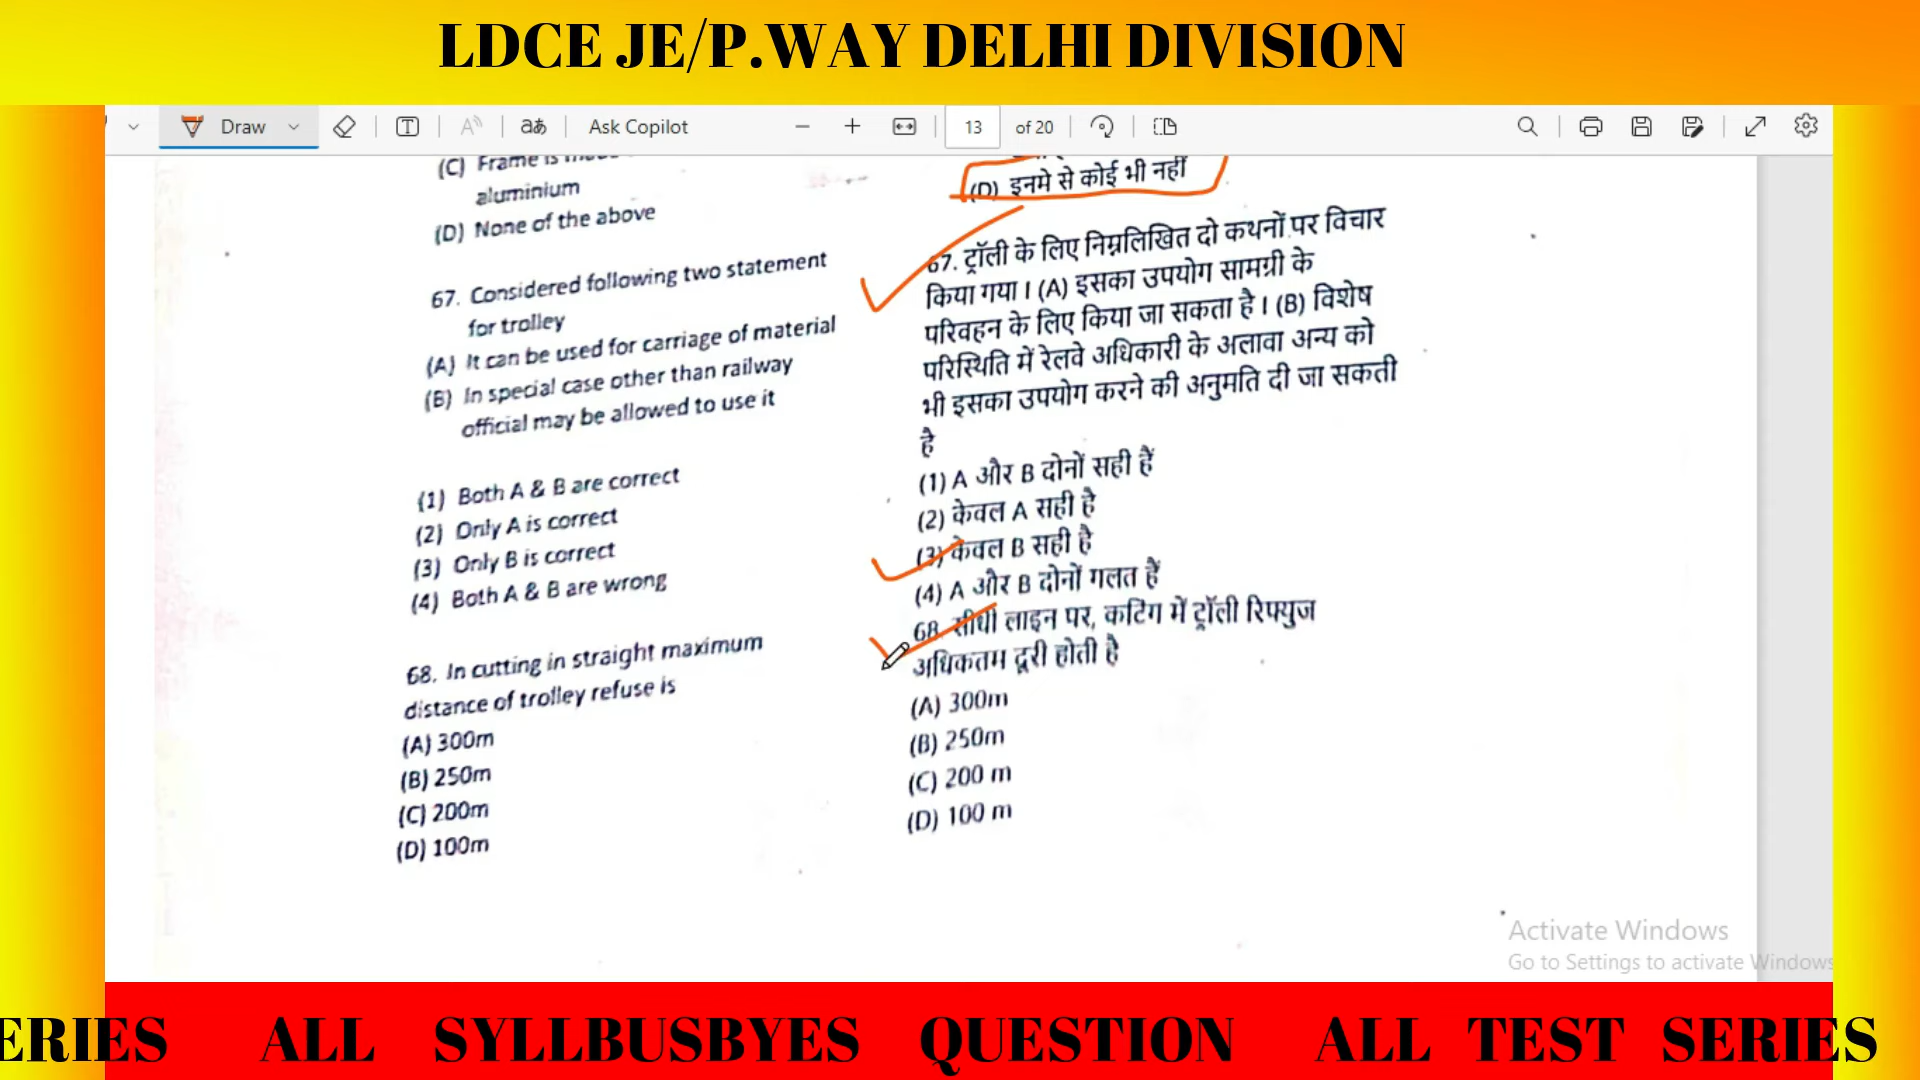 LDCE JE/P.WAY DELHI DIVISION
Draw
Ask Copilot
13 of 20
(C) Frame is
aluminium
(D) None of the above
67. Considered following two statement
for trolley
(A) It can be used for carriage of material
(B) In special case other than railway
official may be allowed to use it
(1) Both A & B are correct
(2) Only A is correct
(3) Only B is correct
(4) Both A & B are wrong
68. In cutting in straight maximum
distance of trolley refuse is
(A) 300m
(B) 250m
(C) 200m
(D) 100m
(D) इनमे से कोई भी नहीं
67. ट्रॉली के लिए निम्नलिखित दो कथनों पर विचार
किया गया। (A) इसका उपयोग सामग्री के
परिवहन के लिए किया जा सकता है। (B) विशेष
परिस्थिति में रेलवे अधिकारी के अलावा अन्य को
भी इसका उपयोग करने की अनुमति दी जा सकती
है
(1) A और B दोनों सही हैं
(2) केवल A सही है
(3) केवल B सही है
(4) A और B दोनों गलत हैं
68. सीधी लाइन पर, कटिंग में ट्रॉली रिफ्युज
अधिकतम दूरी होती है
(A) 300m
(B) 250m
(C) 200 m
(D) 100 m
Activate Windows
Go to Settings to activate Windows
ERIES ALL SYLLBUSBYES QUESTION ALL TEST SERIES